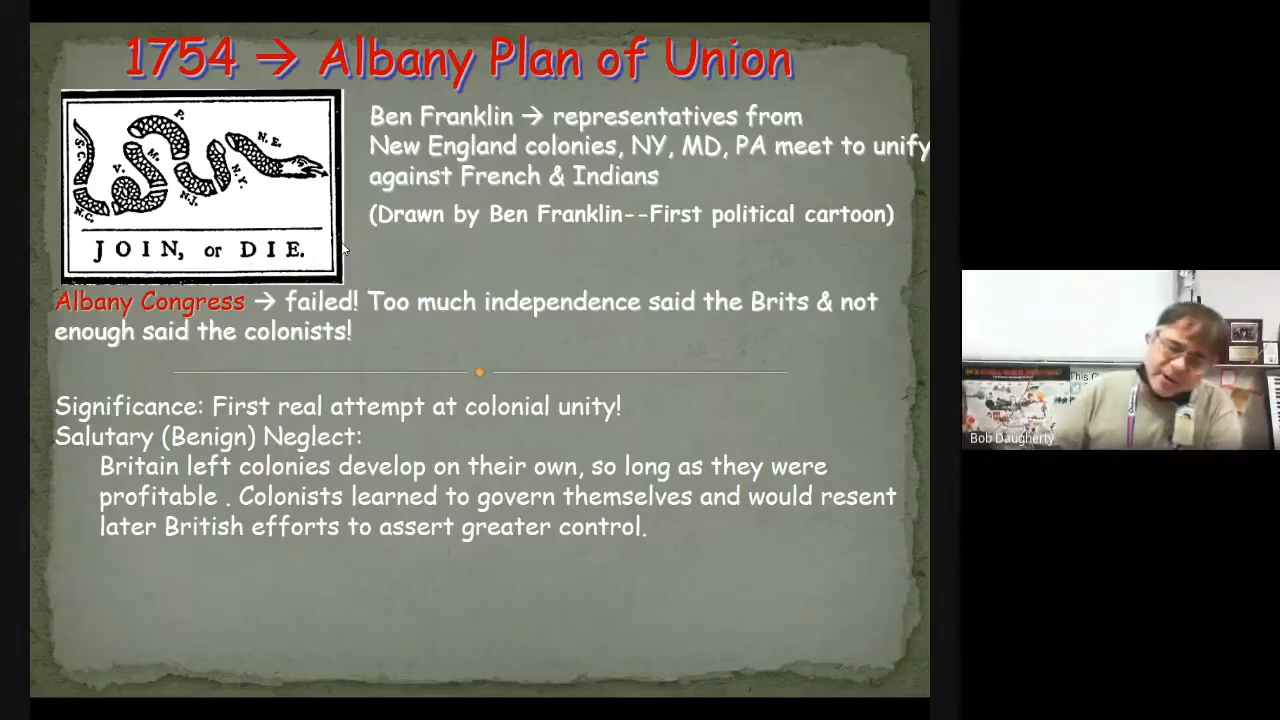 1754 → Albany Plan of Union
S.C.
N.C.
V.
M.
P.
N.J.
N.Y.
N.E.
JOIN, or DIE.
Ben Franklin → representatives from
New England colonies, NY, MD, PA meet to unify
against French & Indians
(Drawn by Ben Franklin--First political cartoon)
Albany Congress → failed! Too much independence said the Brits & not
enough said the colonists!
Significance: First real attempt at colonial unity!
Salutary (Benign) Neglect:
Britain left colonies develop on their own, so long as they were
profitable . Colonists learned to govern themselves and would resent
later British efforts to assert greater control.
This
Bob Daugherty